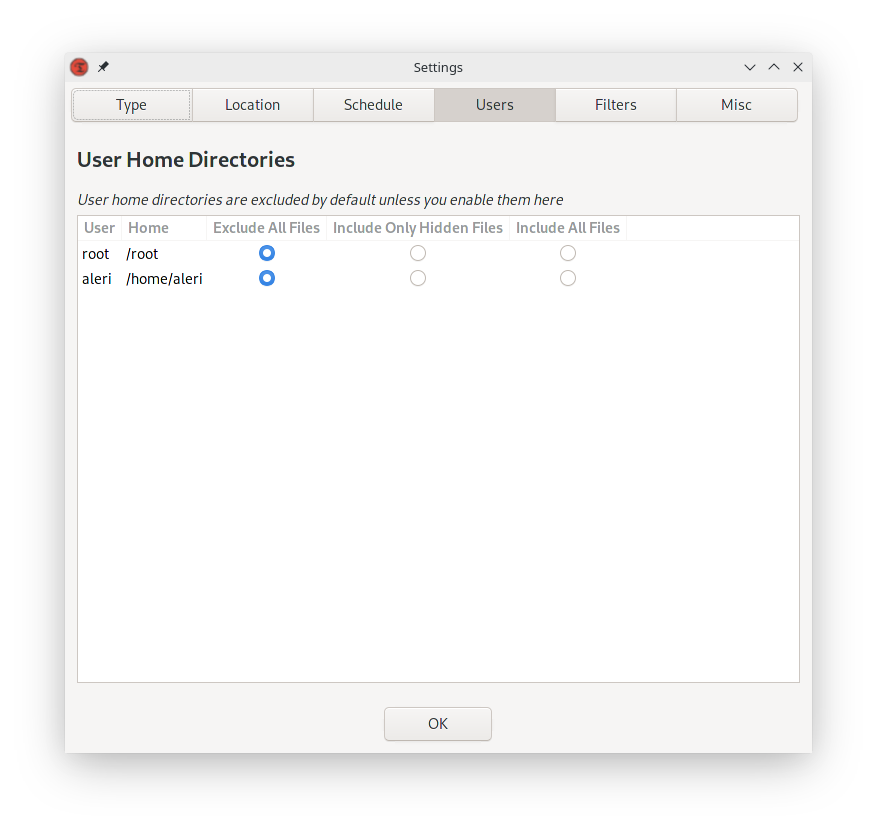 Settings
Type Location Schedule Users Filters Misc
User Home Directories
User home directories are excluded by default unless you enable them here
User Home Exclude All Files Include Only Hidden Files Include All Files
root /root
aleri /home/aleri
OK